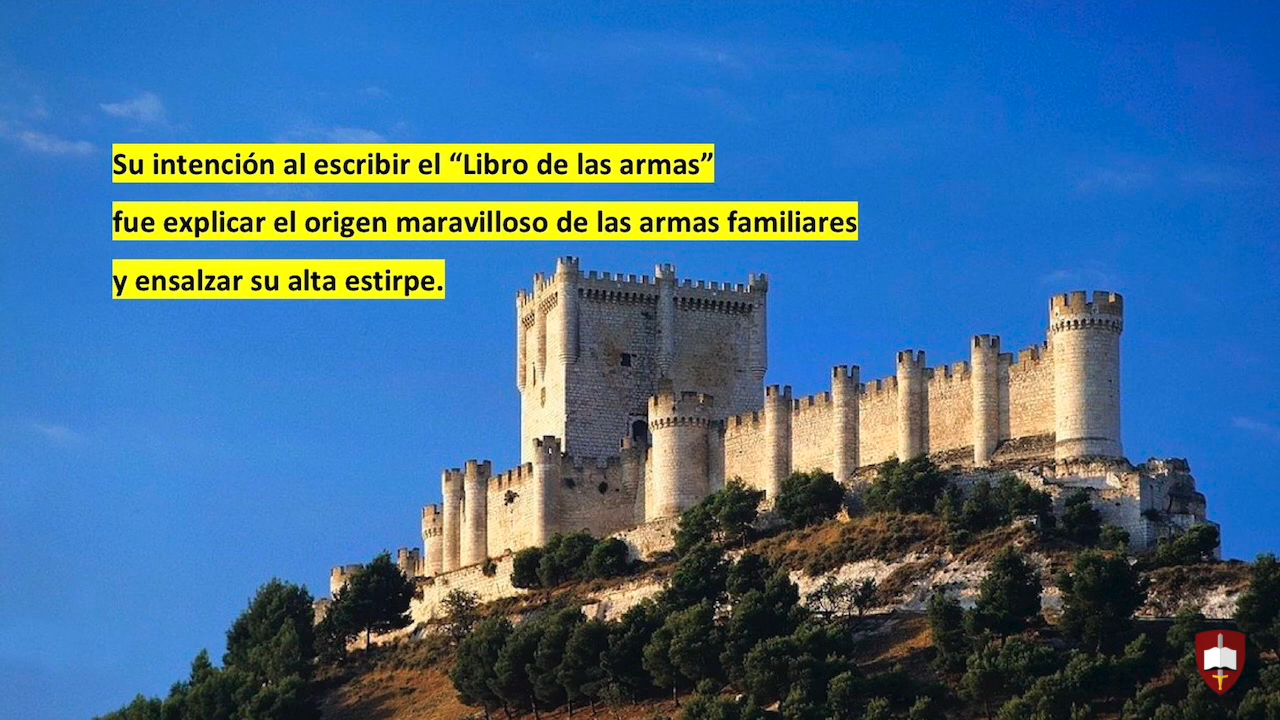 Su intención al escribir el “Libro de las armas”
fue explicar el origen maravilloso de las armas familiares
y ensalzar su alta estirpe.